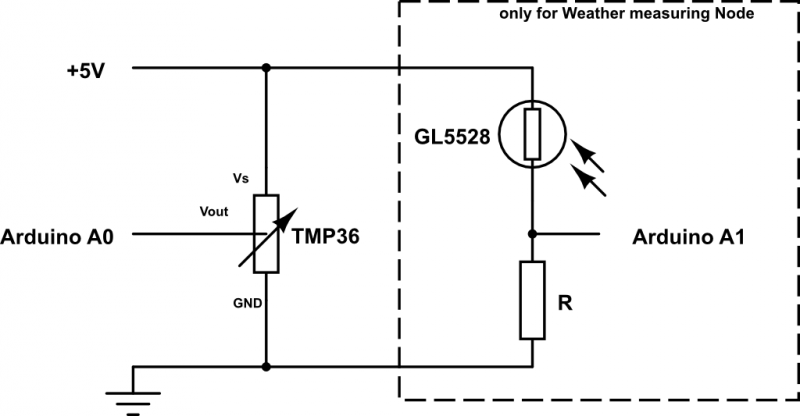 only for Weather measuring Node
+5V
GL5528
Vs
Vout
Arduino A0
TMP36
Arduino A1
GND
R